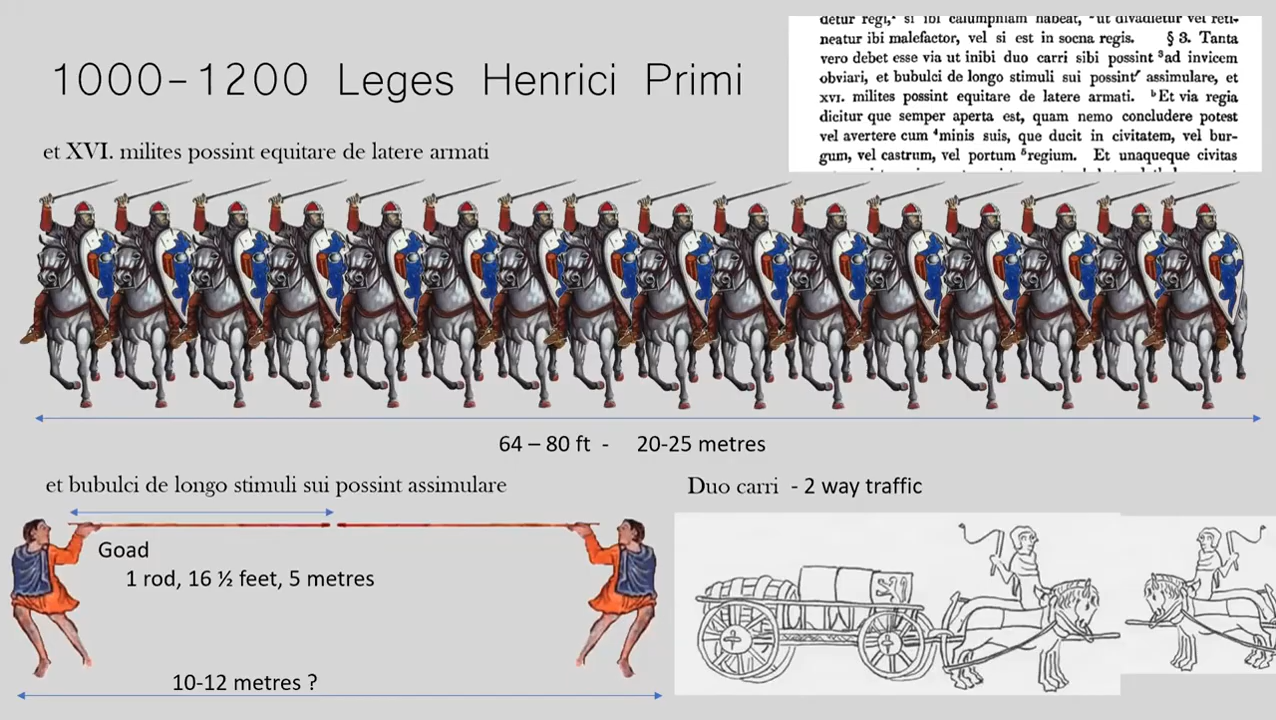 1000-1200 Leges Henrici Primi
detur regi,ᵃ si ibi calumpniam habeat, ²ut divadietur vel reti-
neatur ibi malefactor, vel si est in socna regis. § 3. Tanta
vero debet esse via ut inibi duo carri sibi possint ³ad invicem
obviari, et bubulci de longo stimuli sui possint assimulare, et
xvi. milites possint equitare de latere armati. ᵇEt via regia
dicitur que semper aperta est, quam nemo concludere potest
vel avertere cum ⁴minis suis, que ducit in civitatem, vel bur-
gum, vel castrum, vel portum ⁵regium. Et unaqueque civitas
et XVI. milites possint equitare de latere armati
64 – 80 ft - 20-25 metres
et bubulci de longo stimuli sui possint assimulare
Goad
1 rod, 16 ½ feet, 5 metres
10-12 metres ?
Duo carri - 2 way traffic